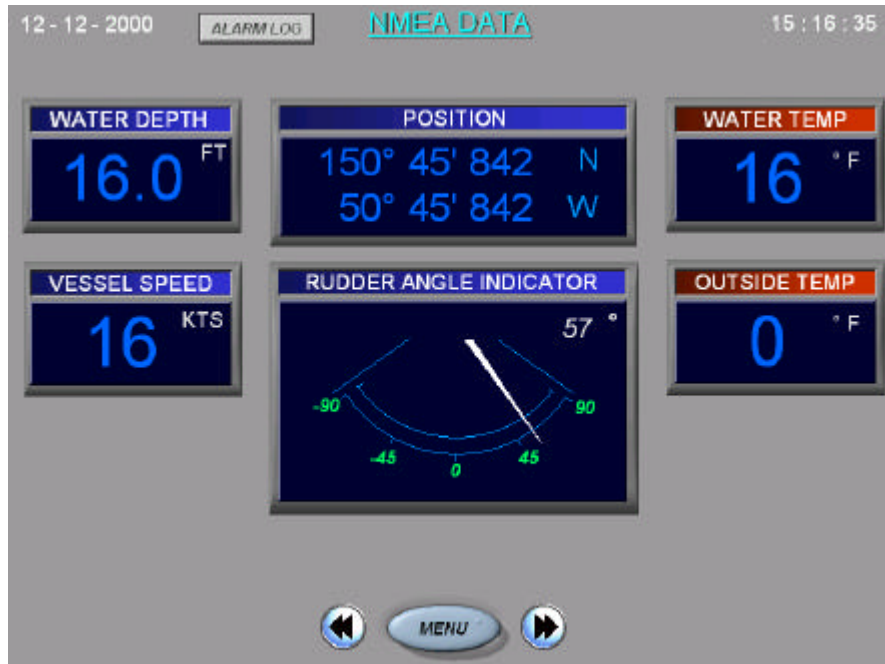 12 - 12 - 2000
ALARM LOG
NMEA DATA
15 : 16 : 35
WATER DEPTH
16.0 FT
POSITION
150° 45' 842 N
50° 45' 842 W
WATER TEMP
16 ° F
VESSEL SPEED
16 KTS
RUDDER ANGLE INDICATOR
57 °
-90
90
-45
45
0
OUTSIDE TEMP
0 ° F
MENU